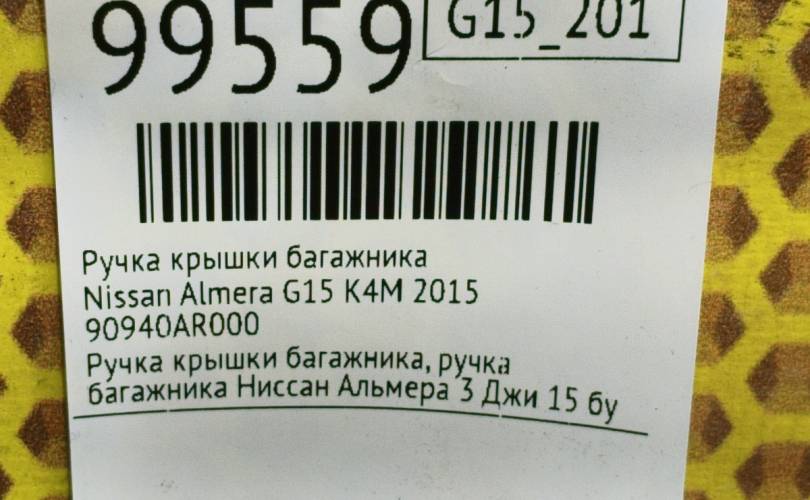 99559
G15_201
Ручка крышки багажника
Nissan Almera G15 K4M 2015
90940AR000
Ручка крышки багажника, ручка
багажника Ниссан Альмера 3 Джи 15 бу